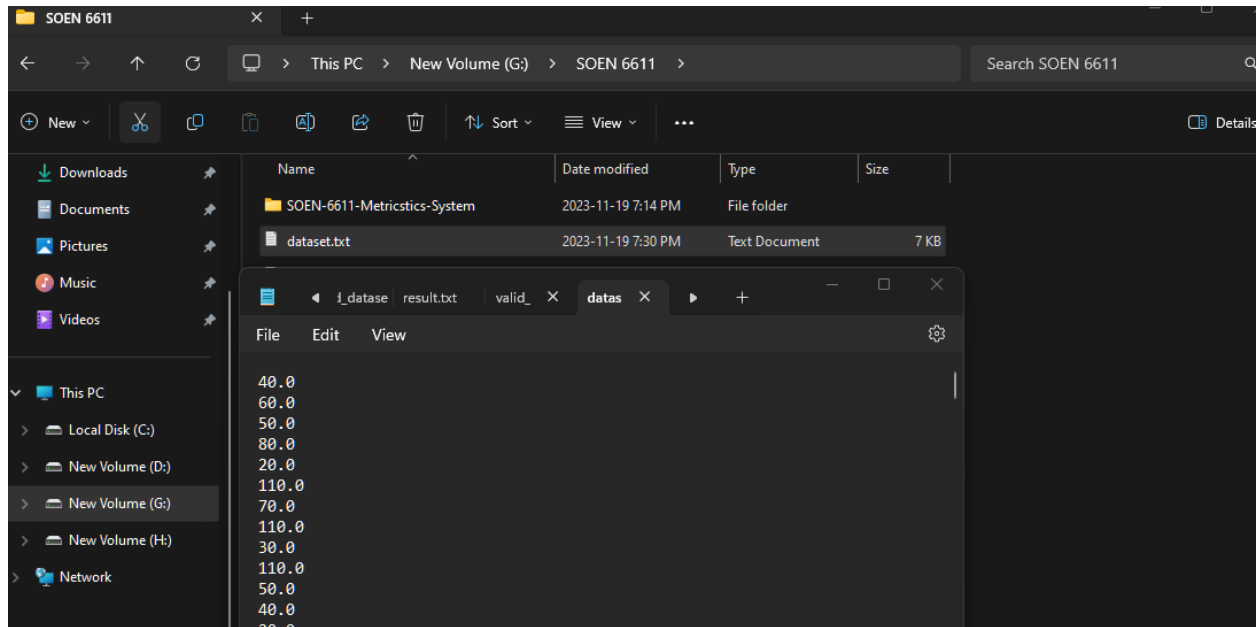 SOEN 6611
This PC > New Volume (G:) > SOEN 6611 >
Search SOEN 6611
New
Sort
View
Details
Name Date modified Type Size
SOEN-6611-Metricstics-System 2023-11-19 7:14 PM File folder
dataset.txt 2023-11-19 7:30 PM Text Document 7 KB
Downloads
Documents
Pictures
Music
Videos
This PC
Local Disk (C:)
New Volume (D:)
New Volume (G:)
New Volume (H:)
Network
d_datase result.txt valid_ datas
File Edit View
40.0
60.0
50.0
80.0
20.0
110.0
70.0
110.0
30.0
110.0
50.0
40.0